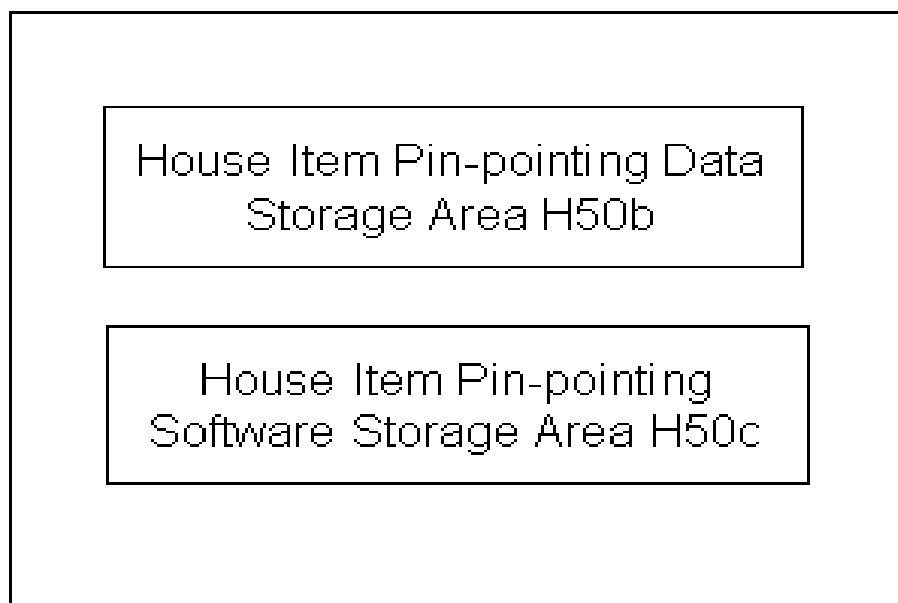 House Item Pin-pointing Data
Storage Area H50b
House Item Pin-pointing
Software Storage Area H50c